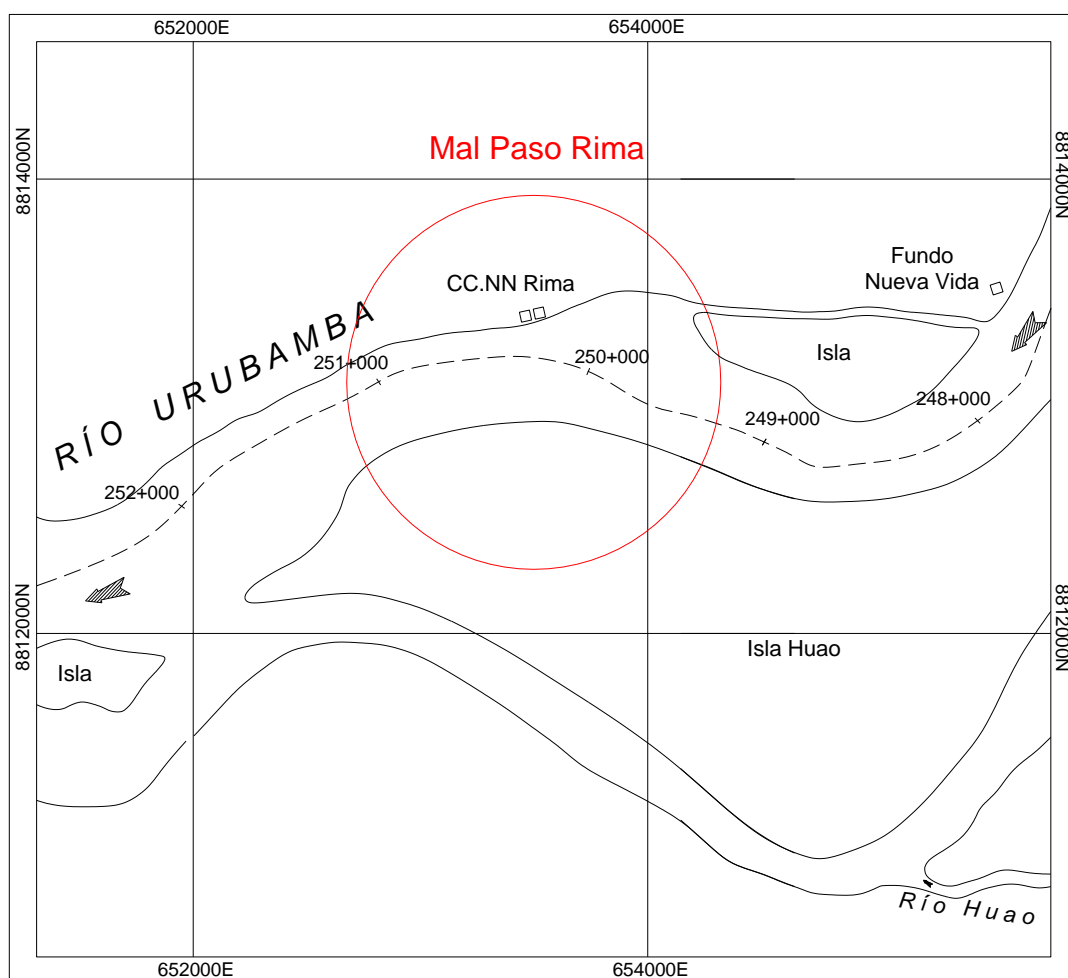 652000E
654000E
8814000N
8814000N
Mal Paso Rima
Fundo
Nueva Vida
CC.NN Rima
RÍO URUBAMBA
251+000
250+000
Isla
249+000
248+000
252+000
8812000N
8812000N
Isla
Isla Huao
Río Huao
652000E
654000E